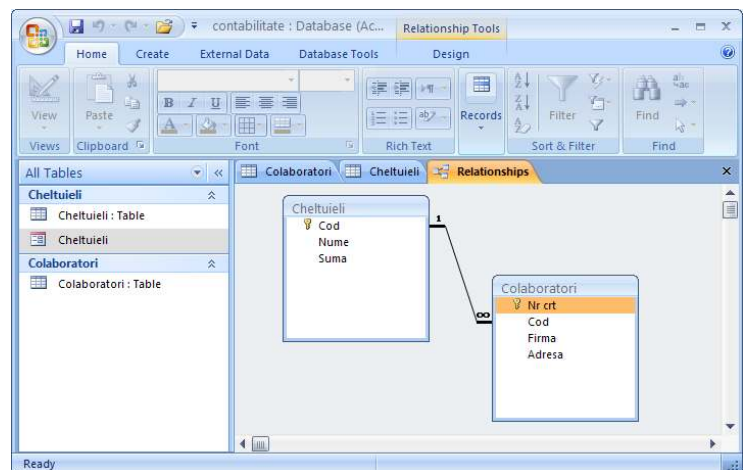 contabilitate : Database (Ac...
Relationship Tools
Home
Create
External Data
Database Tools
Design
View
Paste
B I U
A
ab
Records
Filter
Find
Views
Clipboard
Font
Rich Text
Sort & Filter
Find
All Tables
Colaboratori
Cheltuieli
Relationships
Cheltuieli
Cheltuieli : Table
Cheltuieli
Colaboratori
Colaboratori : Table
Cheltuieli
Cod
Nume
Suma
1
∞
Colaboratori
Nr crt
Cod
Firma
Adresa
Ready